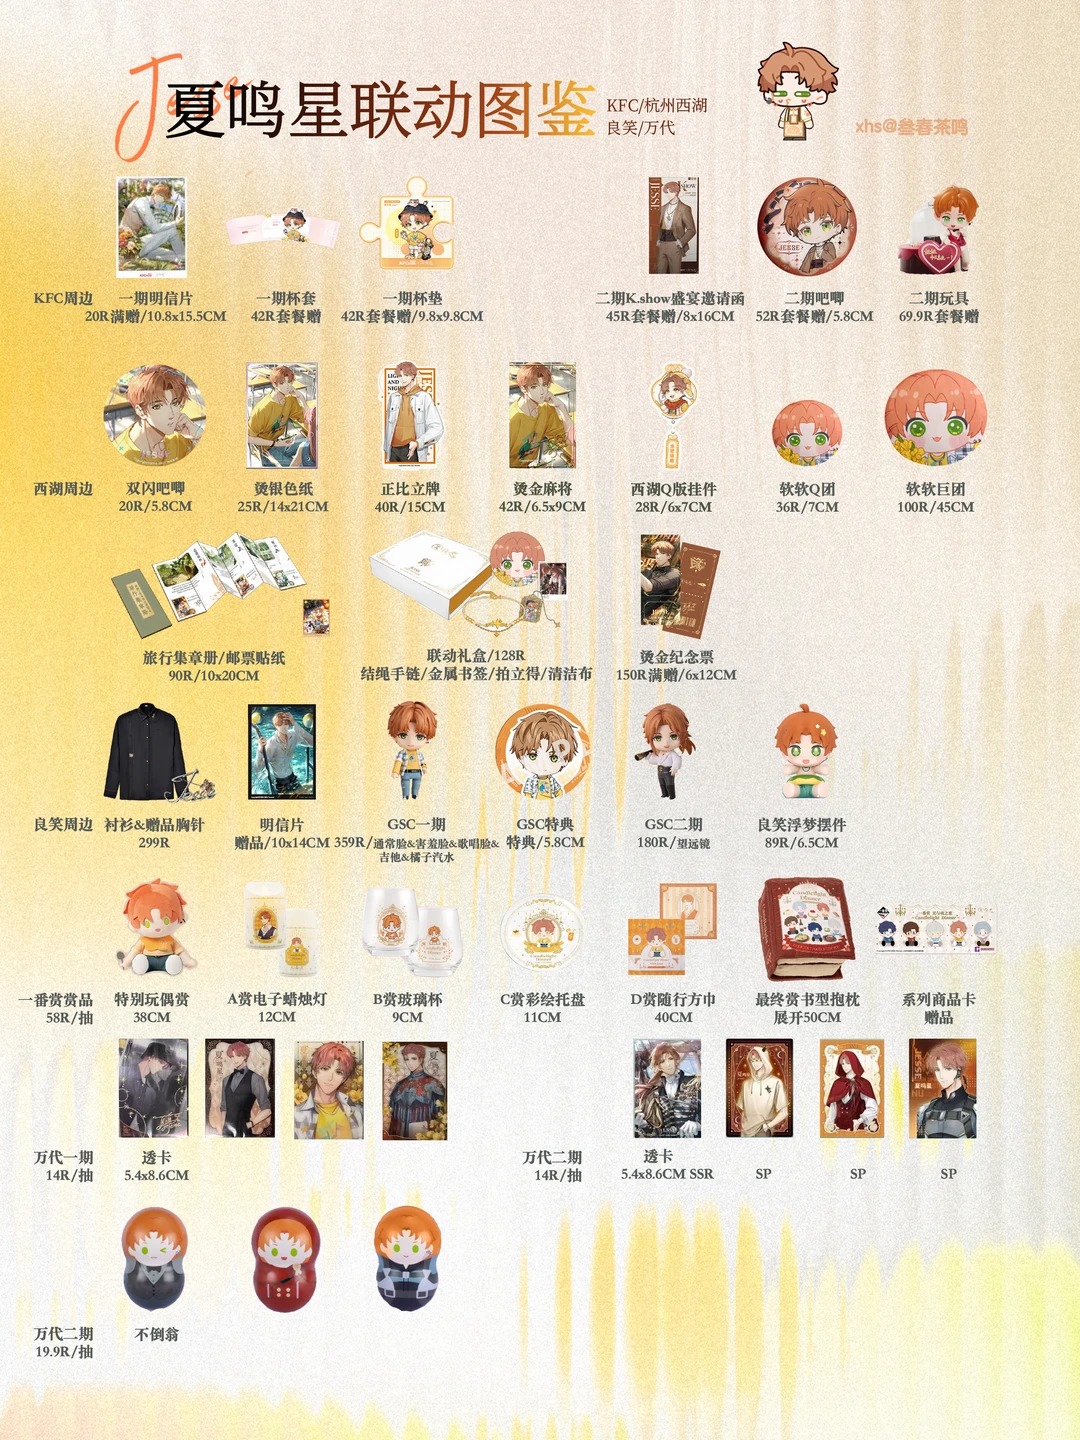 Jesse
夏鸣星联动图鉴
KFC/杭州西湖
良笑/万代
xhs@叁春茶鸣
KFC周边
一期明信片
20R满赠/10.8x15.5CM
一期杯套
42R套餐赠
一期杯垫
42R套餐赠/9.8x9.8CM
二期K.show盛宴邀请函
45R套餐赠/8x16CM
二期吧唧
52R套餐赠/5.8CM
二期玩具
69.9R套餐赠
西湖周边
双闪吧唧
20R/5.8CM
烫银色纸
25R/14x21CM
正比立牌
40R/15CM
烫金麻将
42R/6.5x9CM
西湖Q版挂件
28R/6x7CM
软软Q团
36R/7CM
软软巨团
100R/45CM
旅行集章册/邮票贴纸
90R/10x20CM
联动礼盒/128R
结绳手链/金属书签/拍立得/清洁布
烫金纪念票
150R满赠/6x12CM
良笑周边
衬衫&赠品胸针
299R
明信片
赠品/10x14CM
GSC一期
359R/通常脸&害羞脸&歌唱脸&
吉他&橘子汽水
GSC特典
特典/5.8CM
GSC二期
180R/望远镜
良笑浮梦摆件
89R/6.5CM
一番赏赏品
58R/抽
特别玩偶赏
38CM
A赏电子蜡烛灯
12CM
B赏玻璃杯
9CM
C赏彩绘托盘
11CM
D赏随行方巾
40CM
最终赏书型抱枕
展开50CM
系列商品卡
赠品
万代一期
14R/抽
透卡
5.4x8.6CM
万代二期
14R/抽
透卡
5.4x8.6CM SSR
SP
SP
SP
万代二期
19.9R/抽
不倒翁